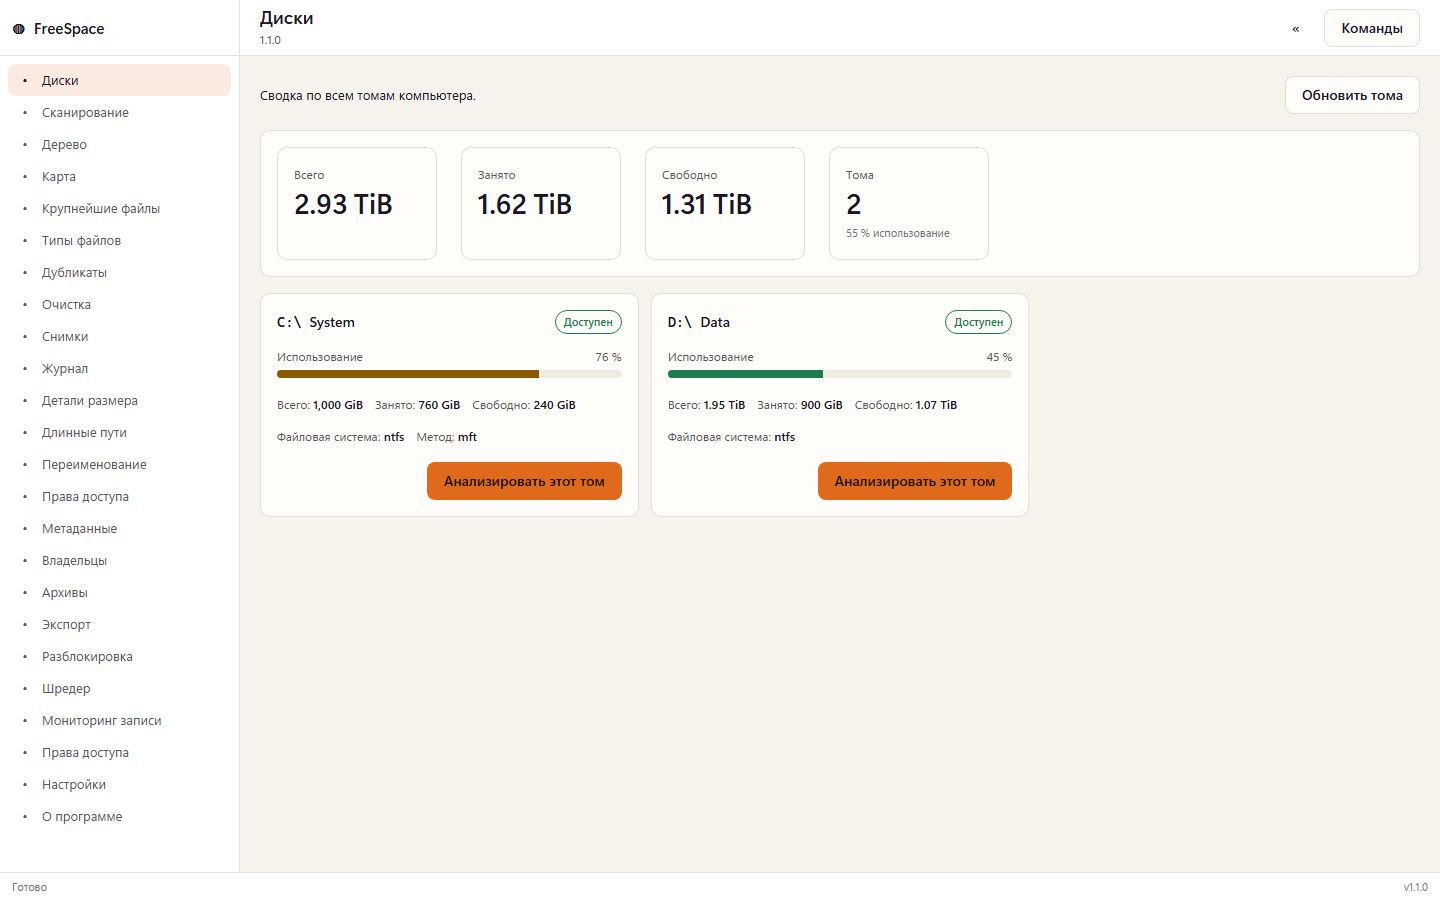 FreeSpace
Диски
1.1.0
«
Команды
• Диски
• Сканирование
• Дерево
• Карта
• Крупнейшие файлы
• Типы файлов
• Дубликаты
• Очистка
• Снимки
• Журнал
• Детали размера
• Длинные пути
• Переименование
• Права доступа
• Метаданные
• Владельцы
• Архивы
• Экспорт
• Разблокировка
• Шредер
• Мониторинг записи
• Права доступа
• Настройки
• О программе
Сводка по всем томам компьютера.
Обновить тома
Всего
2.93 TiB
Занято
1.62 TiB
Свободно
1.31 TiB
Тома
2
55 % использование
C:\ System
Доступен
Использование 76 %
Всего: 1,000 GiB Занято: 760 GiB Свободно: 240 GiB
Файловая система: ntfs Метод: mft
Анализировать этот том
D:\ Data
Доступен
Использование 45 %
Всего: 1.95 TiB Занято: 900 GiB Свободно: 1.07 TiB
Файловая система: ntfs
Анализировать этот том
Готово
v1.1.0